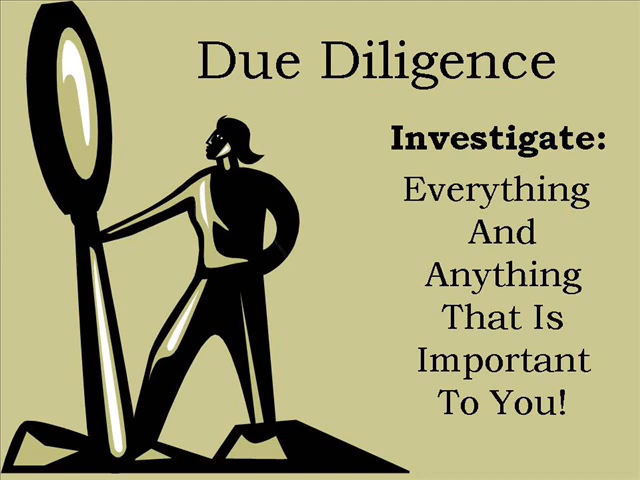 Due Diligence
Investigate:
Everything
And
Anything
That Is
Important
To You!